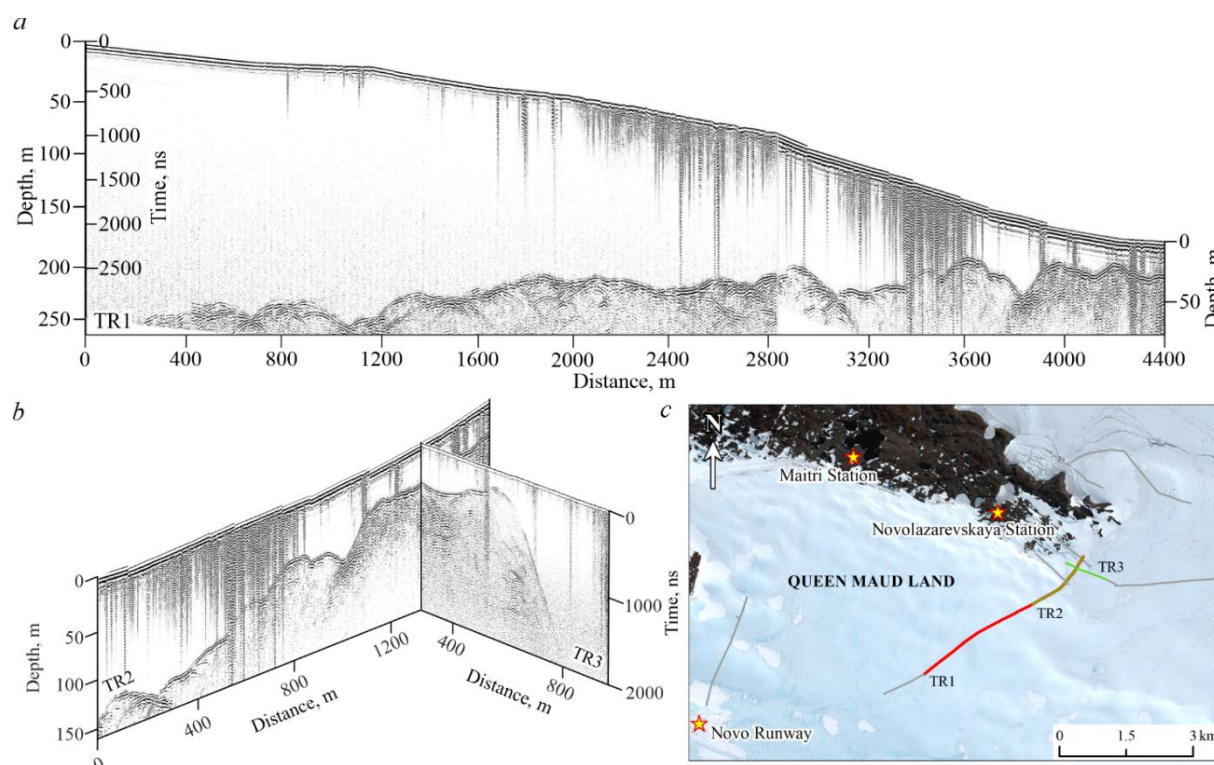 a
0
0
50
500
100
1000
150
1500
200
2000
250
2500
Depth, m
Time, ns
TR1
0
50
Depth, m
0
400
800
1200
1600
2000
2400
2800
3200
3600
4000
4400
Distance, m
b
0
50
100
150
Depth, m
TR2
0
400
800
1200
Distance, m
400
800
Distance, m
TR3
0
1000
2000
Time, ns
c
N
Maitri Station
Novolazarevskaya Station
QUEEN MAUD LAND
TR3
TR2
TR1
Novo Runway
0
1.5
3 km